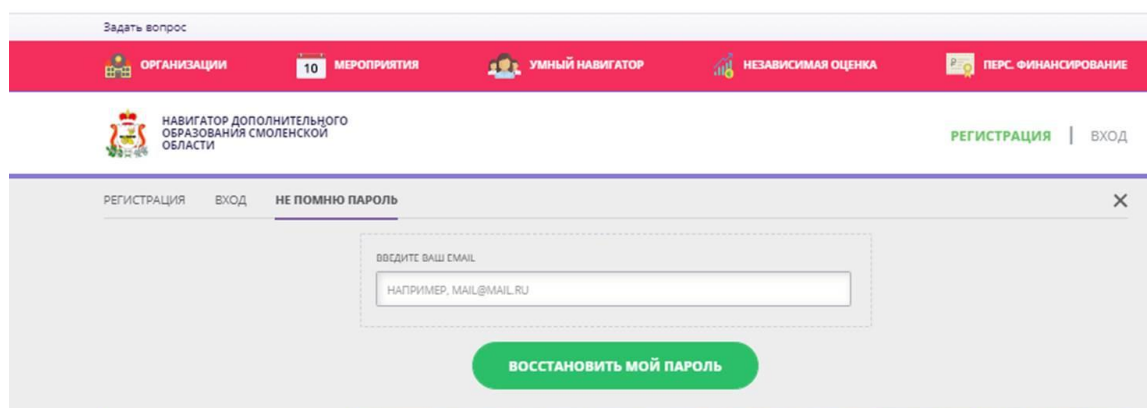 Задать вопрос
ОРГАНИЗАЦИИ
10 МЕРОПРИЯТИЯ
УМНЫЙ НАВИГАТОР
НЕЗАВИСИМАЯ ОЦЕНКА
ПЕРС. ФИНАНСИРОВАНИЕ
НАВИГАТОР ДОПОЛНИТЕЛЬНОГО
ОБРАЗОВАНИЯ СМОЛЕНСКОЙ
ОБЛАСТИ
РЕГИСТРАЦИЯ | ВХОД
РЕГИСТРАЦИЯ ВХОД НЕ ПОМНЮ ПАРОЛЬ
ВВЕДИТЕ ВАШ EMAIL
НАПРИМЕР, MAIL@MAIL.RU
ВОССТАНОВИТЬ МОЙ ПАРОЛЬ